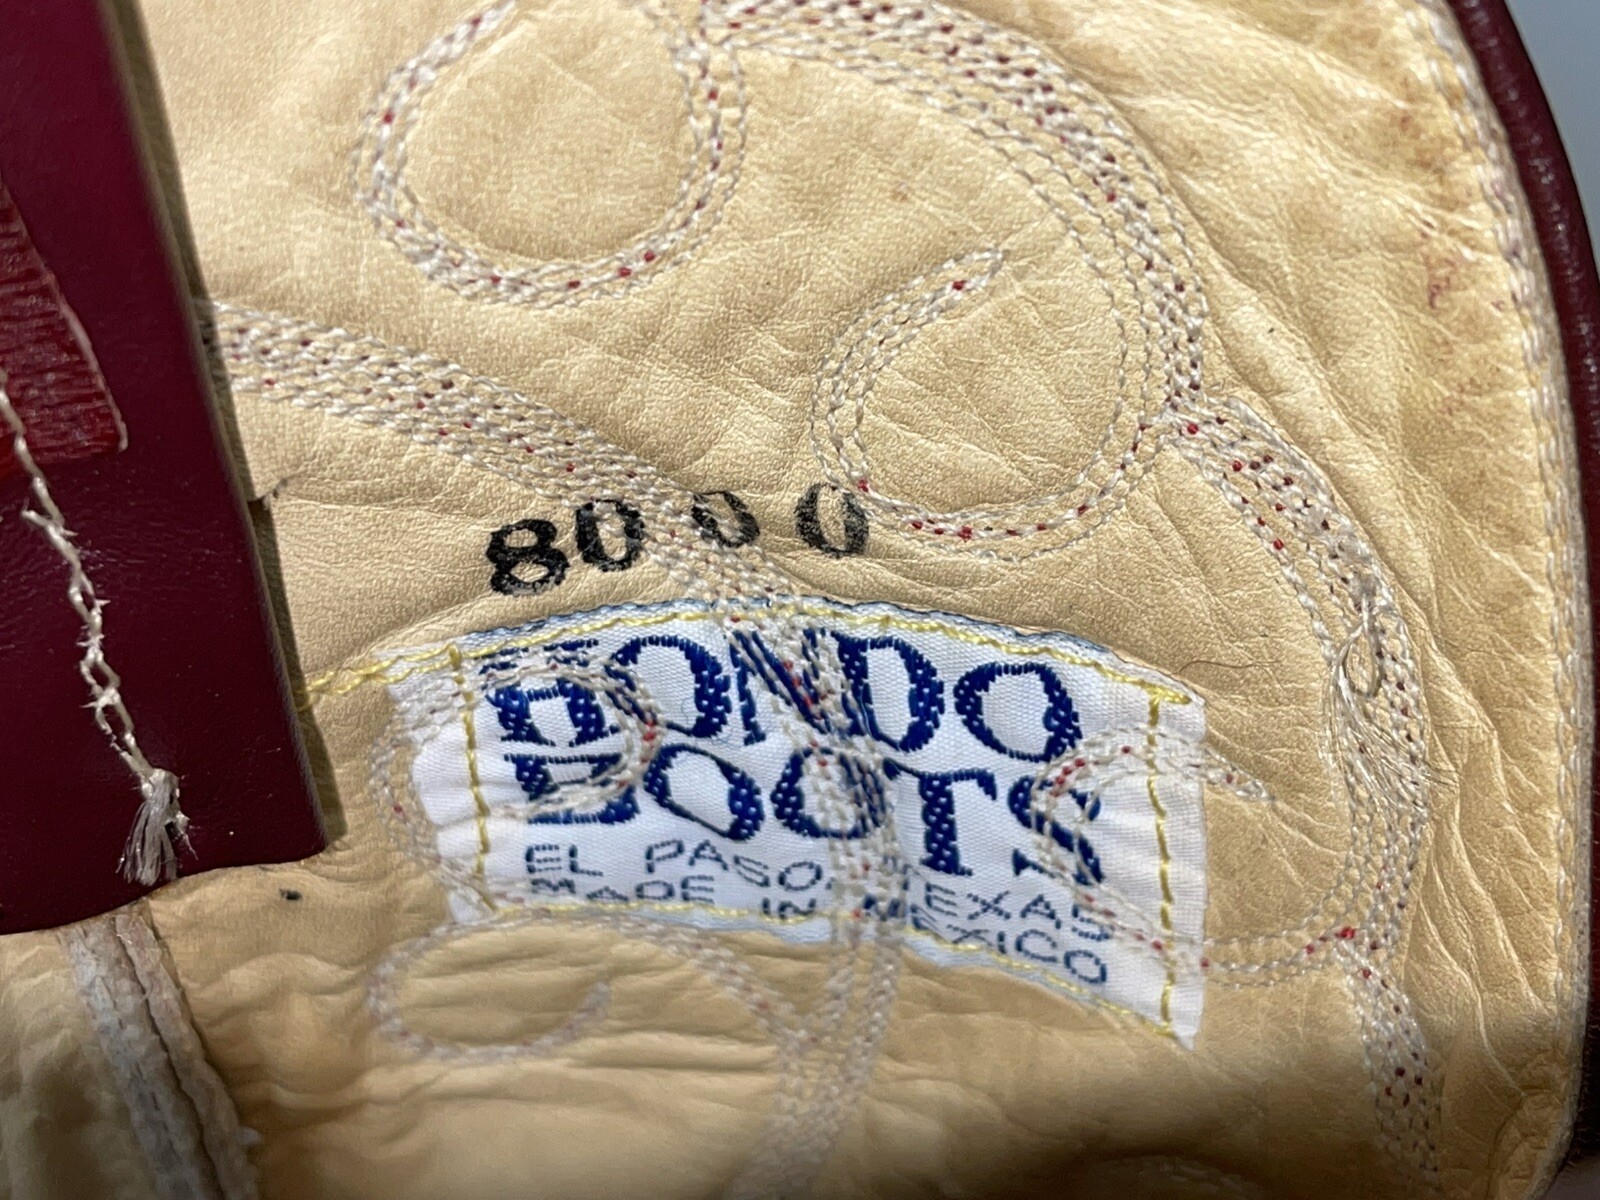 8000
HONDO
BOOTS
EL PASO, TEXAS
MADE IN MEXICO